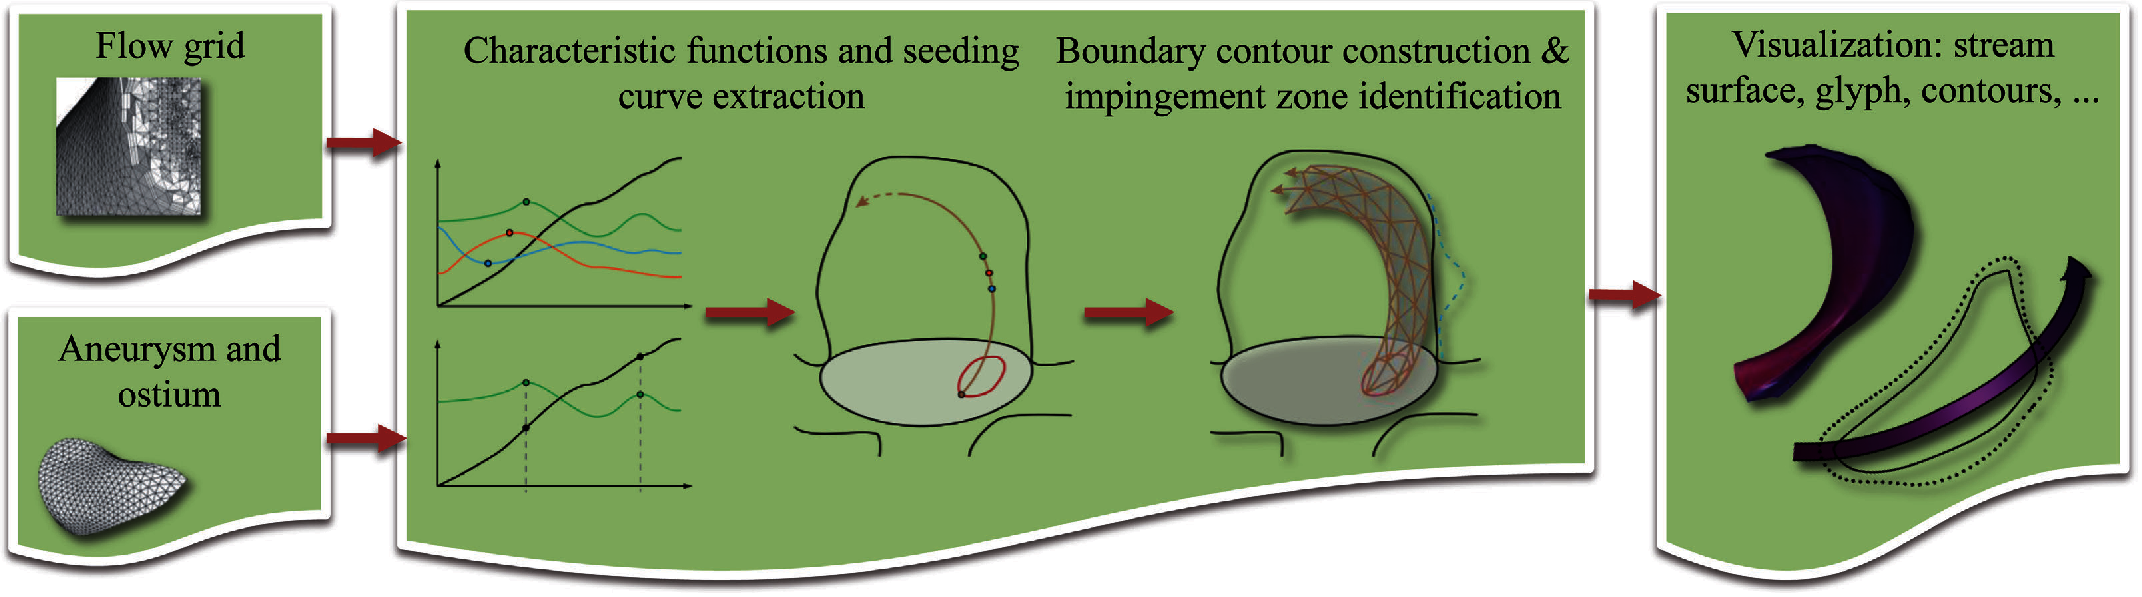 Flow grid
Aneurysm and
ostium
Characteristic functions and seeding
curve extraction
Boundary contour construction &
impingement zone identification
Visualization: stream
surface, glyph, contours, ...